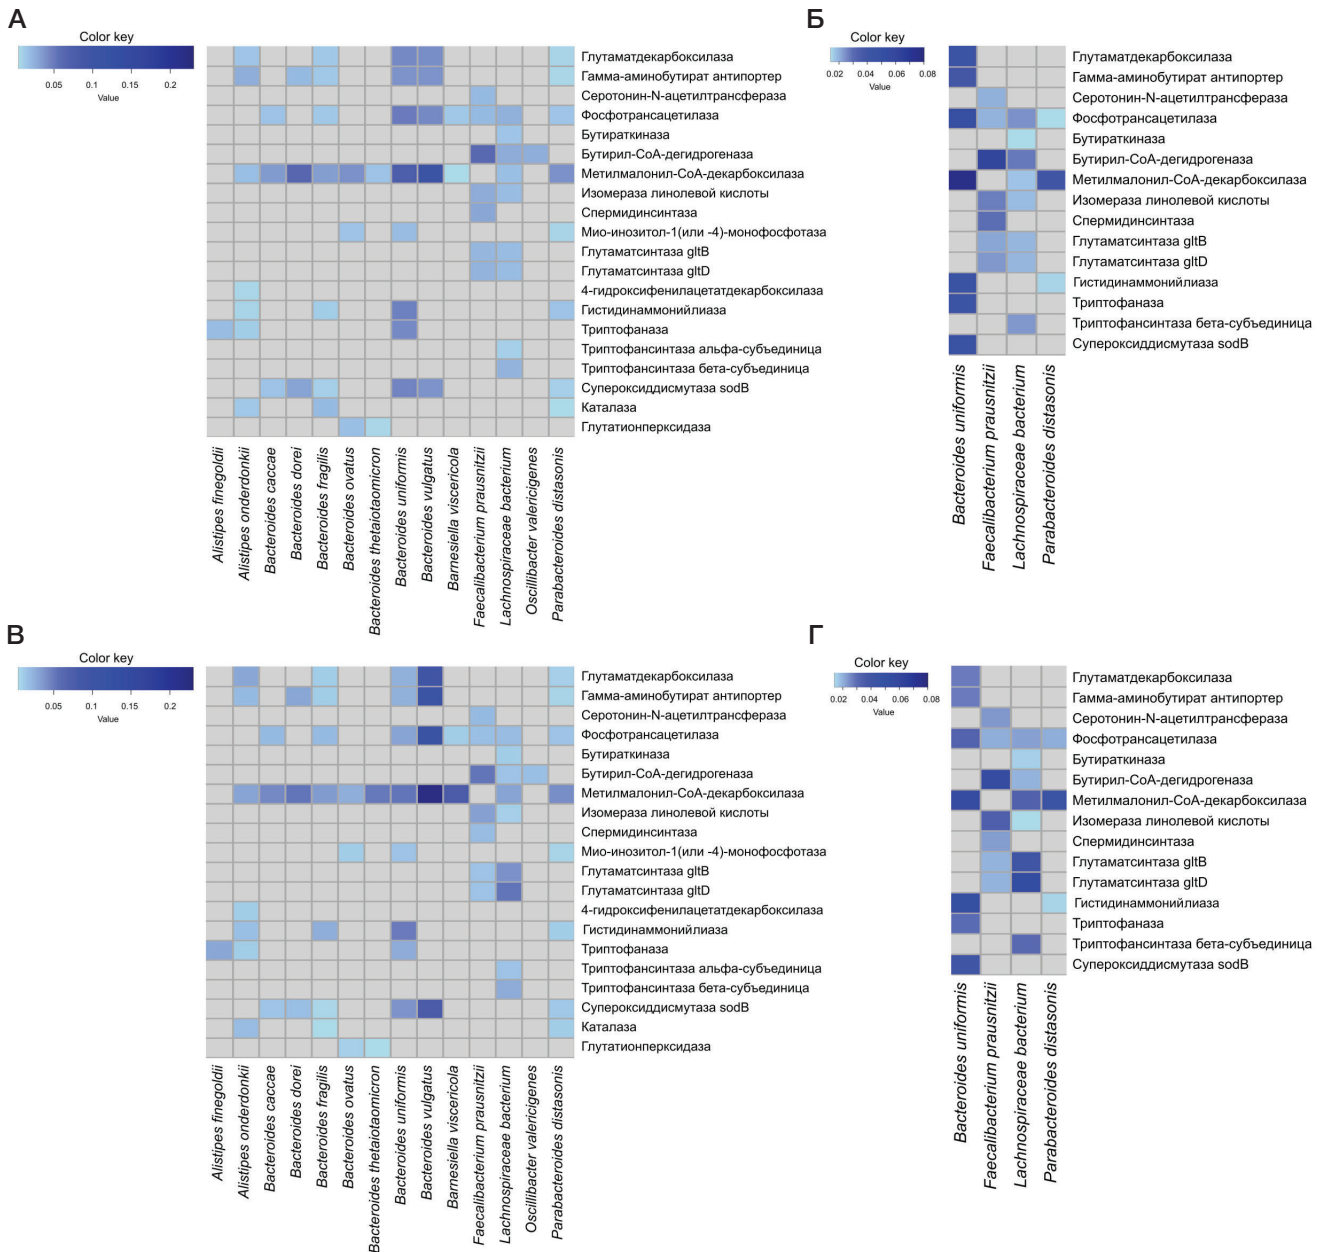 А
Color key
0.05 0.1 0.15 0.2
Value
Глутаматдекарбоксилаза
Гамма-аминобутират антипортер
Серотонин-N-ацетилтрансфераза
Фосфотрансацетилаза
Бутираткиназа
Бутирил-CoA-дегидрогеназа
Метилмалонил-CoA-декарбоксилаза
Изомераза линолевой кислоты
Спермидинсинтаза
Мио-инозитол-1(или -4)-монофосфотаза
Глутаматсинтаза gltB
Глутаматсинтаза gltD
4-гидроксифенилацетатдекарбоксилаза
Гистидинаммонийлиаза
Триптофаназа
Триптофансинтаза альфа-субъединица
Триптофансинтаза бета-субъединица
Супероксиддисмутаза sodB
Каталаза
Глутатионперксидаза
Alistipes finegoldii
Alistipes onderdonkii
Bacteroides caccae
Bacteroides dorei
Bacteroides fragilis
Bacteroides ovatus
Bacteroides thetaiotaomicron
Bacteroides uniformis
Bacteroides vulgatus
Barnesiella viscericola
Faecalibacterium prausnitzii
Lachnospiraceae bacterium
Oscillibacter valericigenes
Parabacteroides distasonis
Б
Color key
0.02 0.04 0.06 0.08
Value
Глутаматдекарбоксилаза
Гамма-аминобутират антипортер
Серотонин-N-ацетилтрансфераза
Фосфотрансацетилаза
Бутираткиназа
Бутирил-CoA-дегидрогеназа
Метилмалонил-CoA-декарбоксилаза
Изомераза линолевой кислоты
Спермидинсинтаза
Глутаматсинтаза gltB
Глутаматсинтаза gltD
Гистидинаммонийлиаза
Триптофаназа
Триптофансинтаза бета-субъединица
Супероксиддисмутаза sodB
Bacteroides uniformis
Faecalibacterium prausnitzii
Lachnospiraceae bacterium
Parabacteroides distasonis
В
Color key
0.05 0.1 0.15 0.2
Value
Глутаматдекарбоксилаза
Гамма-аминобутират антипортер
Серотонин-N-ацетилтрансфераза
Фосфотрансацетилаза
Бутираткиназа
Бутирил-CoA-дегидрогеназа
Метилмалонил-CoA-декарбоксилаза
Изомераза линолевой кислоты
Спермидинсинтаза
Мио-инозитол-1(или -4)-монофосфотаза
Глутаматсинтаза gltB
Глутаматсинтаза gltD
4-гидроксифенилацетатдекарбоксилаза
Гистидинаммонийлиаза
Триптофаназа
Триптофансинтаза альфа-субъединица
Триптофансинтаза бета-субъединица
Супероксиддисмутаза sodB
Каталаза
Глутатионперксидаза
Alistipes finegoldii
Alistipes onderdonkii
Bacteroides caccae
Bacteroides dorei
Bacteroides fragilis
Bacteroides ovatus
Bacteroides thetaiotaomicron
Bacteroides uniformis
Bacteroides vulgatus
Barnesiella viscericola
Faecalibacterium prausnitzii
Lachnospiraceae bacterium
Oscillibacter valericigenes
Parabacteroides distasonis
Г
Color key
0.02 0.04 0.06 0.08
Value
Глутаматдекарбоксилаза
Гамма-аминобутират антипортер
Серотонин-N-ацетилтрансфераза
Фосфотрансацетилаза
Бутираткиназа
Бутирил-CoA-дегидрогеназа
Метилмалонил-CoA-декарбоксилаза
Изомераза линолевой кислоты
Спермидинсинтаза
Глутаматсинтаза gltB
Глутаматсинтаза gltD
Гистидинаммонийлиаза
Триптофаназа
Триптофансинтаза бета-субъединица
Супероксиддисмутаза sodB
Bacteroides uniformis
Faecalibacterium prausnitzii
Lachnospiraceae bacterium
Parabacteroides distasonis